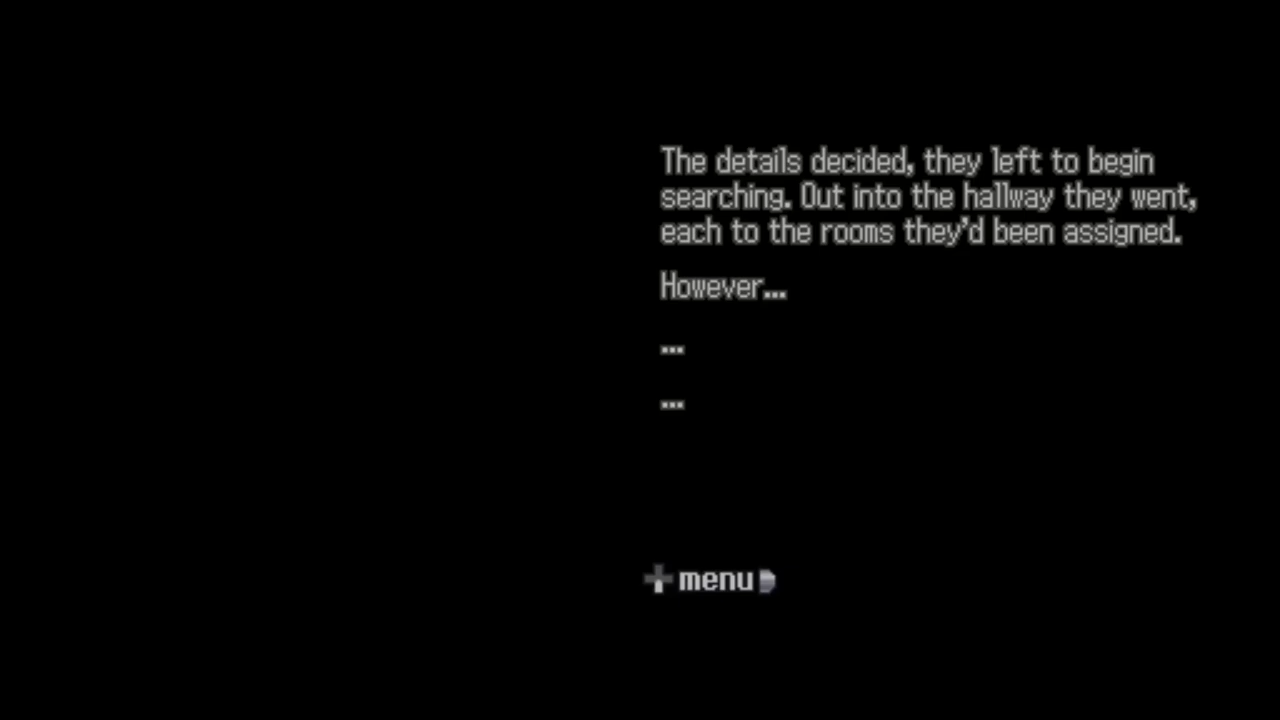 The details decided, they left to begin
searching. Out into the hallway they went,
each to the rooms they'd been assigned.
However...
...
...
menu